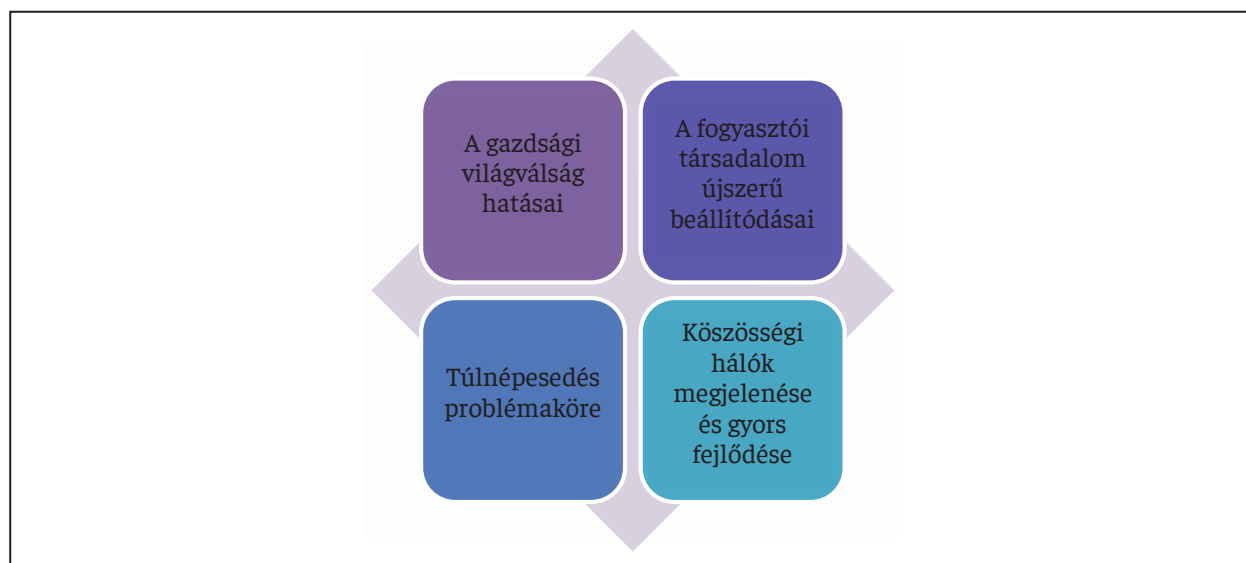 A gazdsági
világválság
hatásai
A fogyasztói
társadalom
újszerű
beállítódásai
Túlnépesedés
problémaköre
Köszösségi
hálók
megjelenése
és gyors
fejlődése